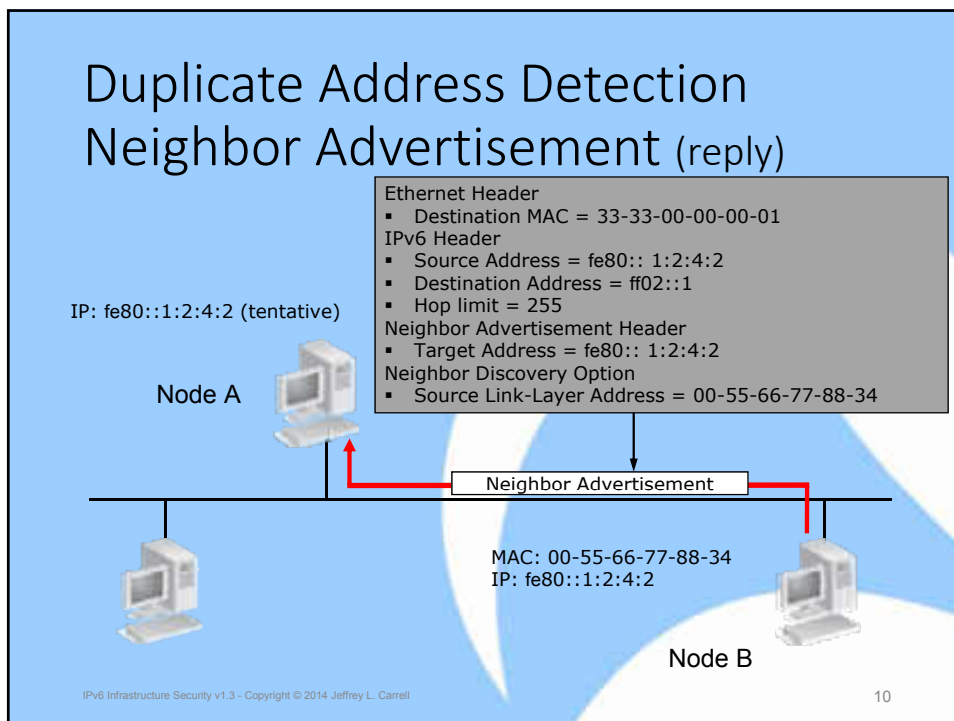 Duplicate Address Detection
Neighbor Advertisement (reply)
Ethernet Header
▪ Destination MAC = 33-33-00-00-00-01
IPv6 Header
▪ Source Address = fe80:: 1:2:4:2
▪ Destination Address = ff02::1
▪ Hop limit = 255
Neighbor Advertisement Header
▪ Target Address = fe80:: 1:2:4:2
Neighbor Discovery Option
▪ Source Link-Layer Address = 00-55-66-77-88-34
IP: fe80::1:2:4:2 (tentative)
Node A
Neighbor Advertisement
MAC: 00-55-66-77-88-34
IP: fe80::1:2:4:2
Node B
IPv6 Infrastructure Security v1.3 - Copyright © 2014 Jeffrey L. Carrell
10